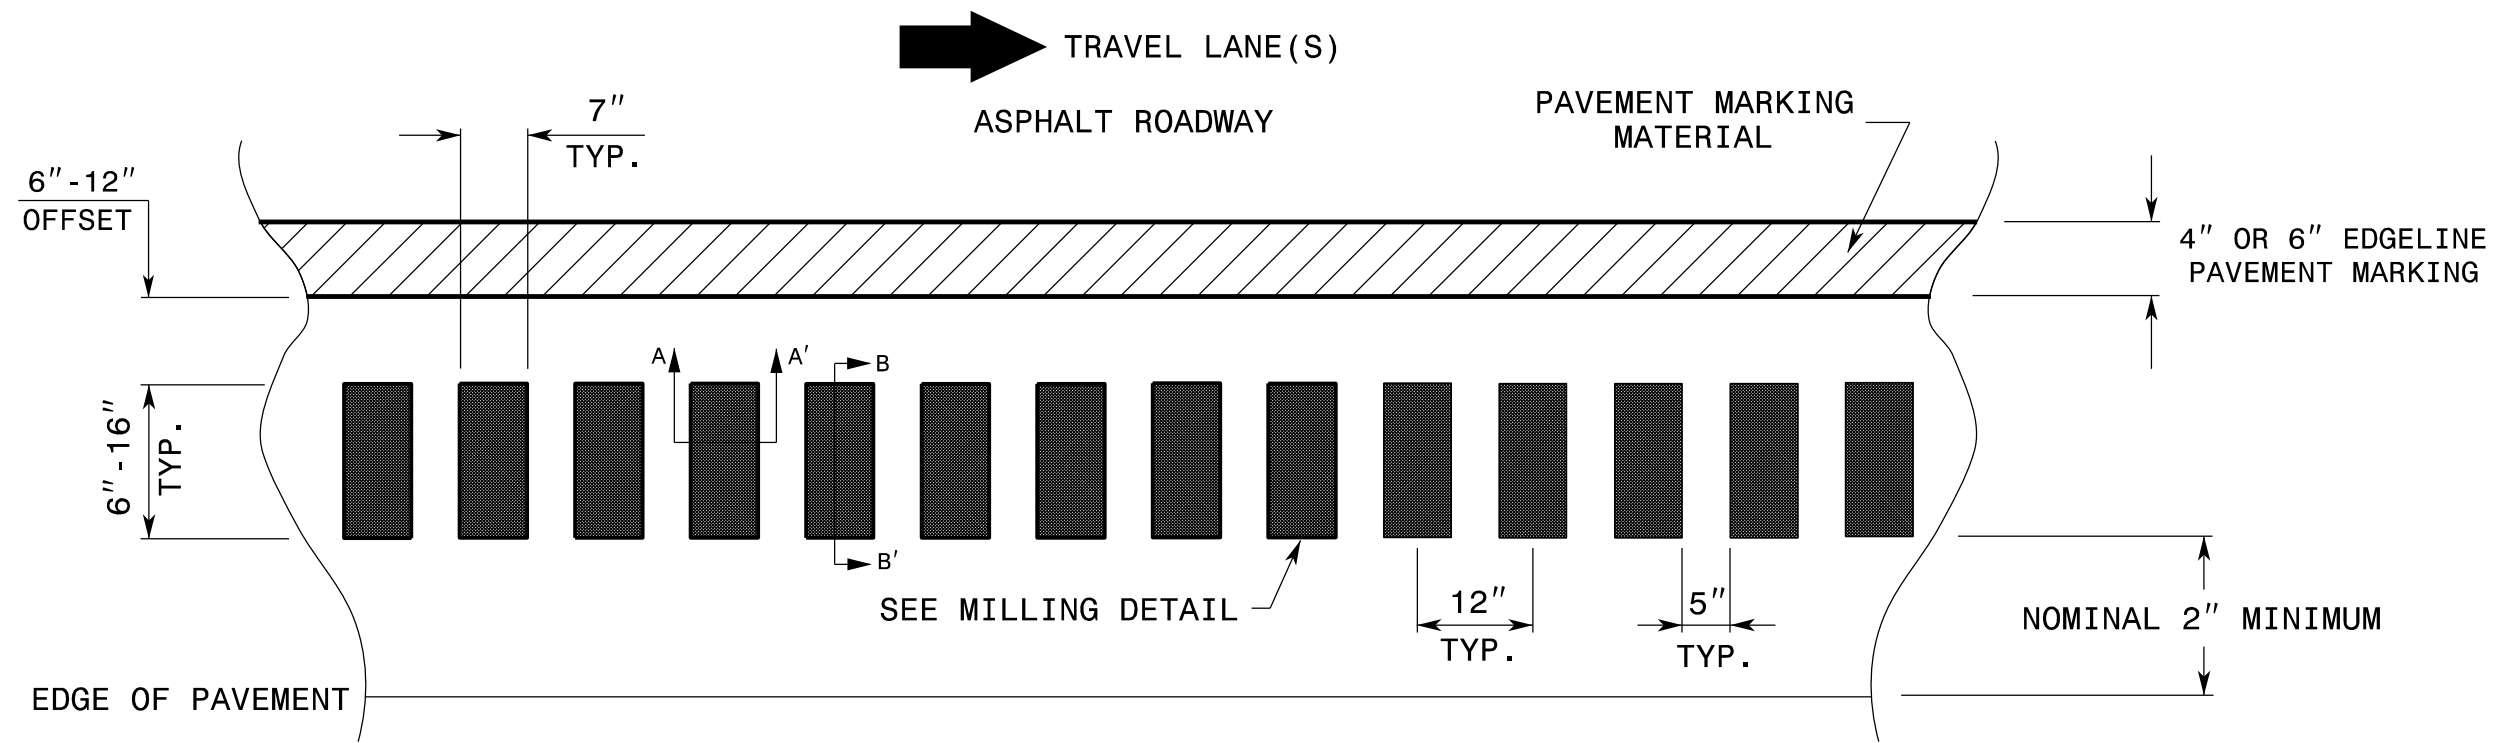 TRAVEL LANE(S)
ASPHALT ROADWAY
7"
TYP.
PAVEMENT MARKING
MATERIAL
6"-12"
OFFSET
4" OR 6" EDGELINE
PAVEMENT MARKING
A
A'
B
6"-16"
TYP.
B'
SEE MILLING DETAIL
12"
TYP.
5"
TYP.
NOMINAL 2" MINIMUM
EDGE OF PAVEMENT